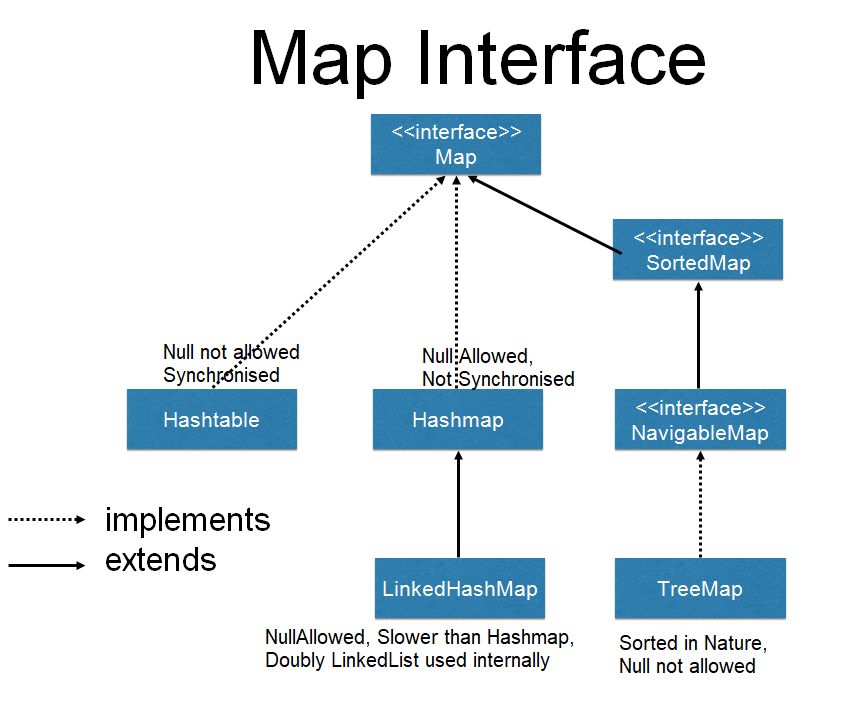 Map Interface
<<interface>>
Map
<<interface>>
SortedMap
Null not allowed
Synchronised
Null Allowed,
Not Synchronised
Hashtable
Hashmap
<<interface>>
NavigableMap
implements
extends
LinkedHashMap
TreeMap
NullAllowed, Slower than Hashmap,
Doubly LinkedList used internally
Sorted in Nature,
Null not allowed